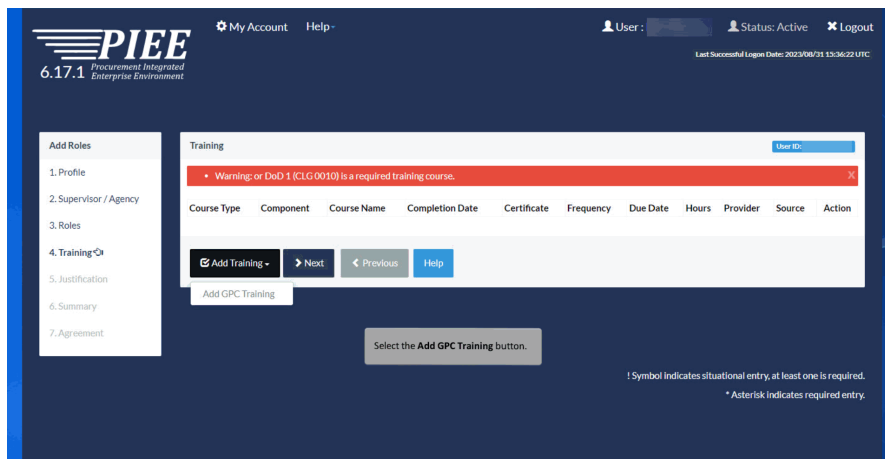 My Account Help
User : Status: Active Logout
PIEE
6.17.1 Procurement Integrated
Enterprise Environment
Last Successful Logon Date: 2023/08/31 15:36:22 UTC
Add Roles
1. Profile
2. Supervisor / Agency
3. Roles
4. Training
5. Justification
6. Summary
7. Agreement
Training User ID:
• Warning: or DoD 1 (CLG 0010) is a required training course. X
Course Type Component Course Name Completion Date Certificate Frequency Due Date Hours Provider Source Action
Add Training Next Previous Help
Add GPC Training
Select the Add GPC Training button.
! Symbol indicates situational entry, at least one is required.
* Asterisk indicates required entry.